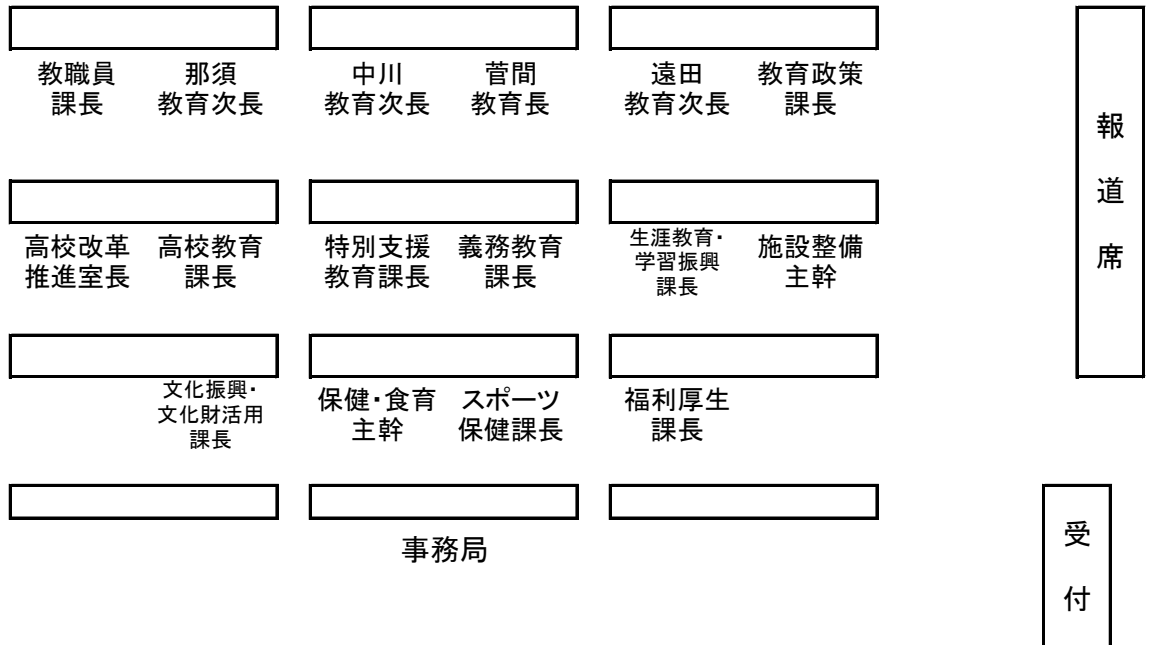 教職員
課長
那須
教育次長
中川
教育次長
菅間
教育長
遠田
教育次長
教育政策
課長
高校改革
推進室長
高校教育
課長
特別支援
教育課長
義務教育
課長
生涯教育・
学習振興
課長
施設整備
主幹
文化振興・
文化財活用
課長
保健・食育
主幹
スポーツ
保健課長
福利厚生
課長
事務局
報道席
受付